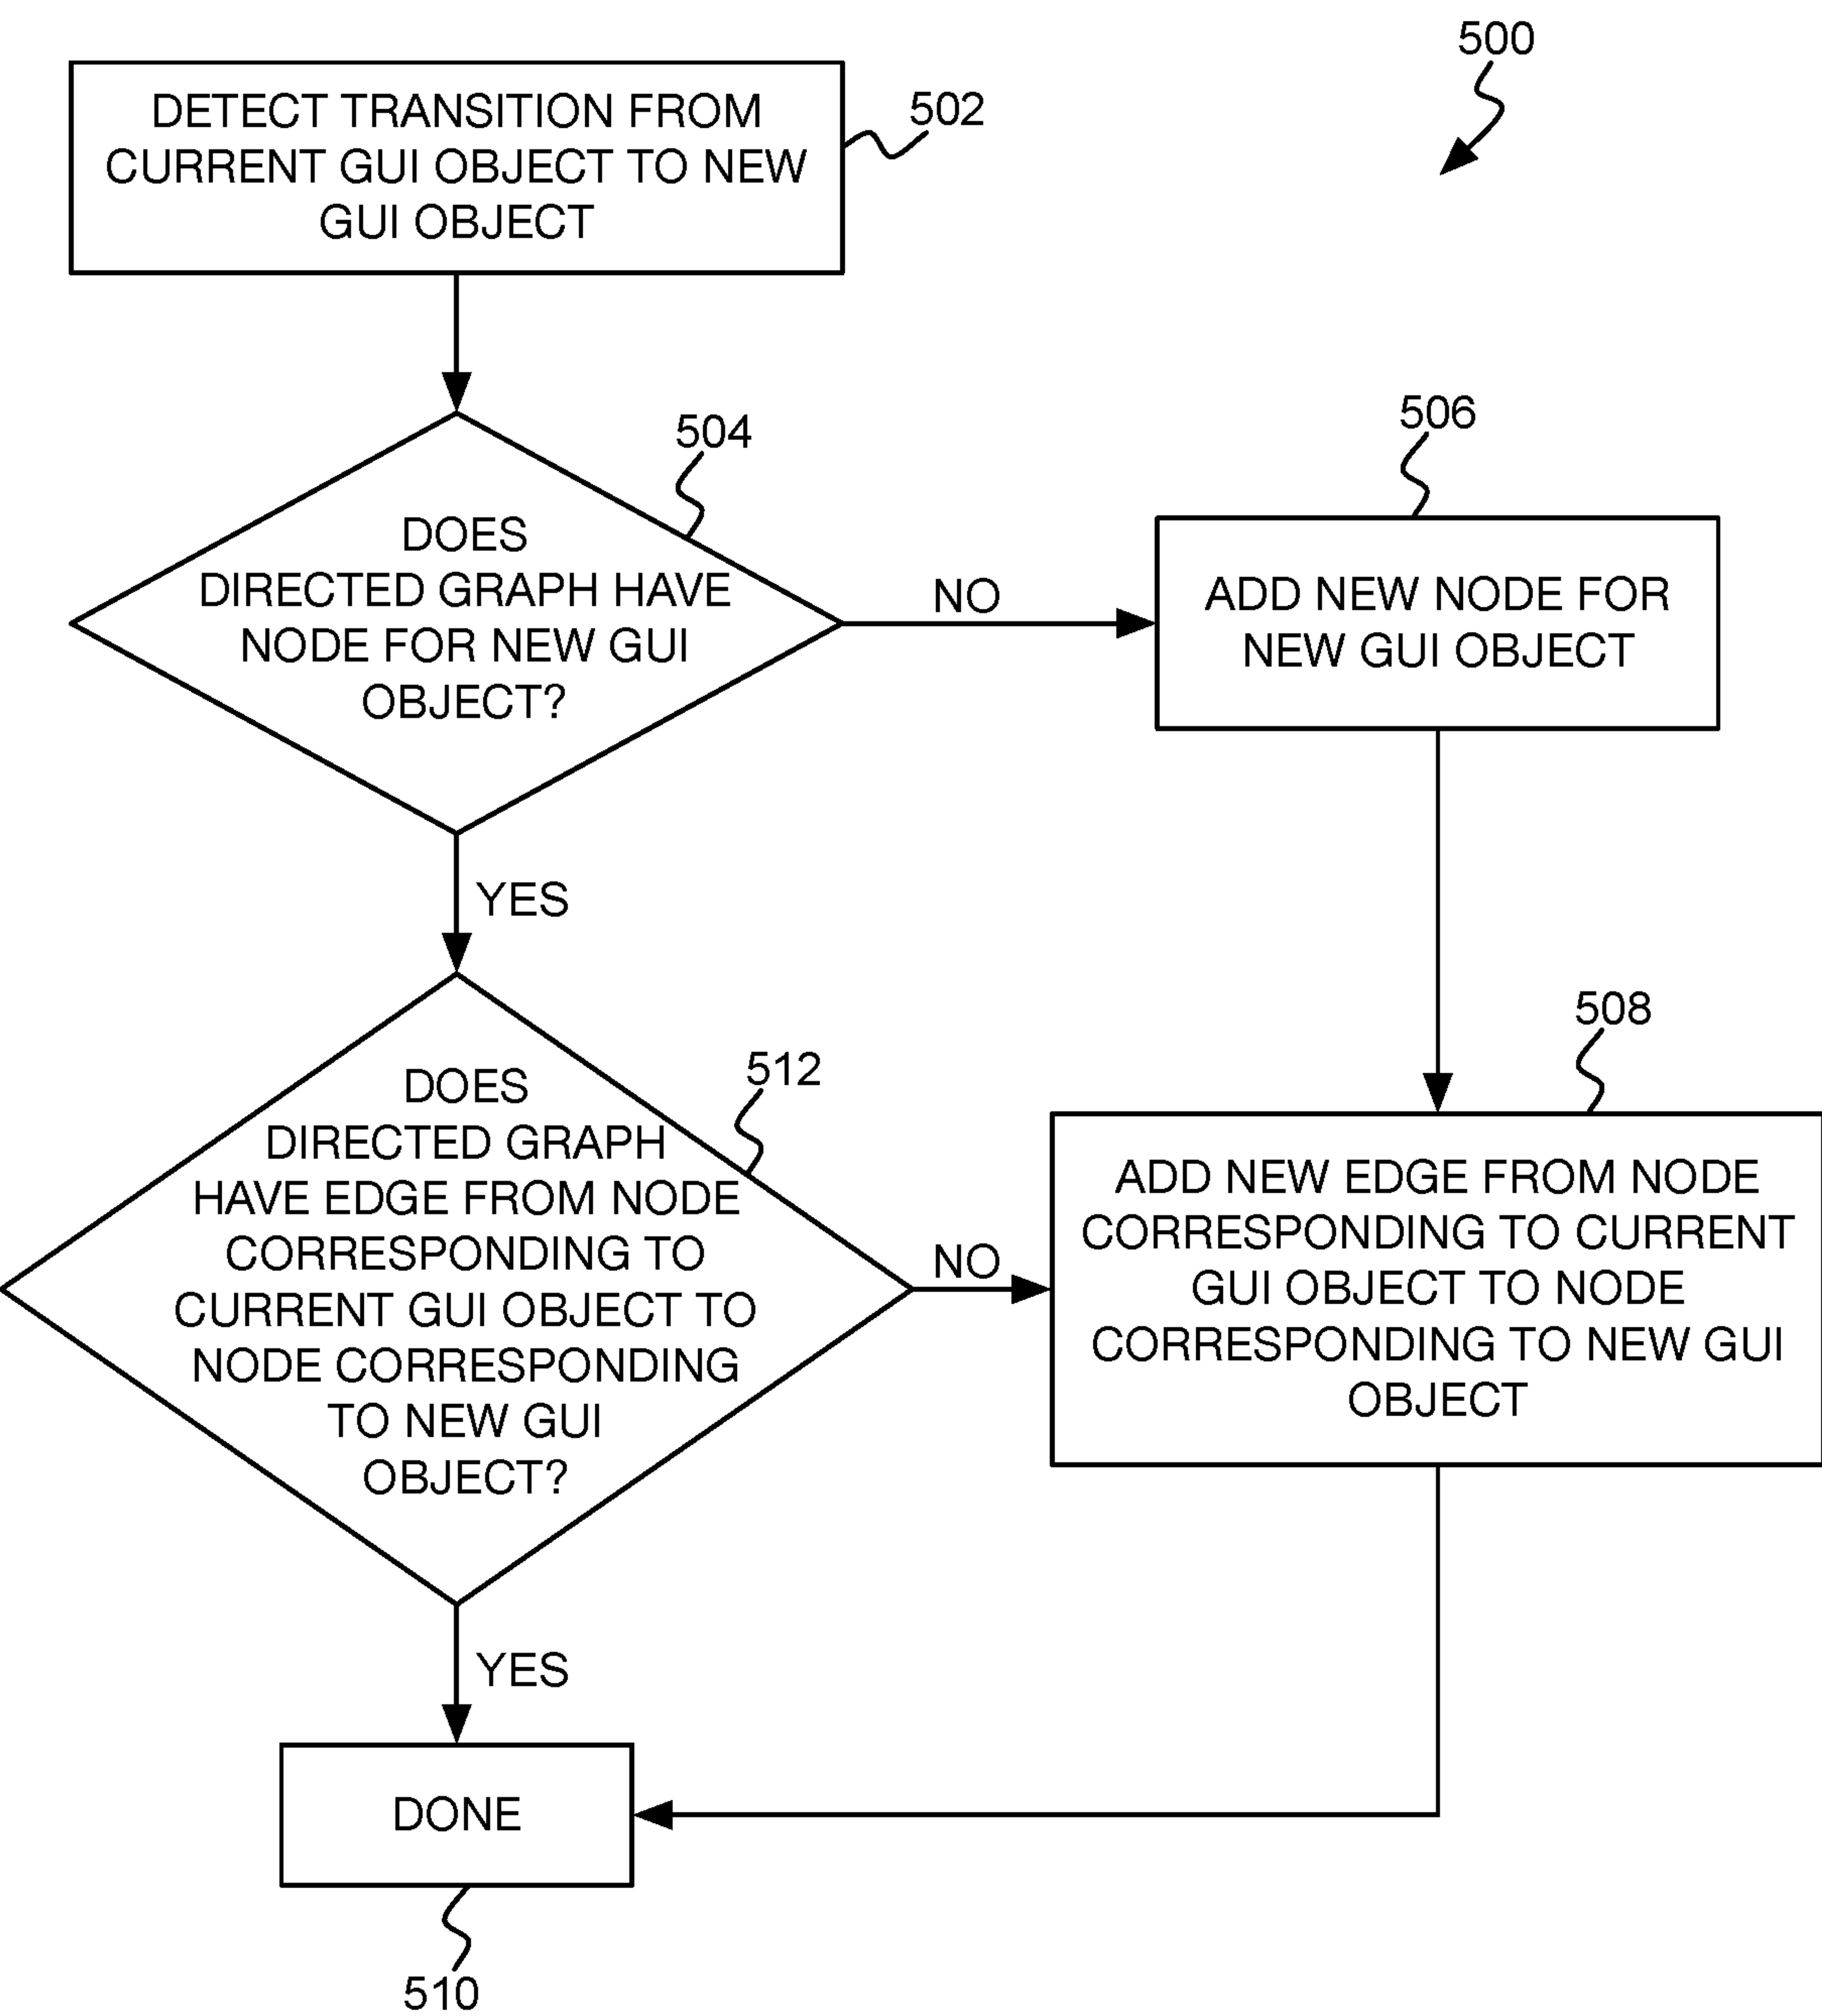 500
DETECT TRANSITION FROM
CURRENT GUI OBJECT TO NEW
GUI OBJECT
502
504
DOES
DIRECTED GRAPH HAVE
NODE FOR NEW GUI
OBJECT?
NO
506
ADD NEW NODE FOR
NEW GUI OBJECT
YES
512
DOES
DIRECTED GRAPH
HAVE EDGE FROM NODE
CORRESPONDING TO
CURRENT GUI OBJECT TO
NODE CORRESPONDING
TO NEW GUI
OBJECT?
NO
508
ADD NEW EDGE FROM NODE
CORRESPONDING TO CURRENT
GUI OBJECT TO NODE
CORRESPONDING TO NEW GUI
OBJECT
YES
DONE
510